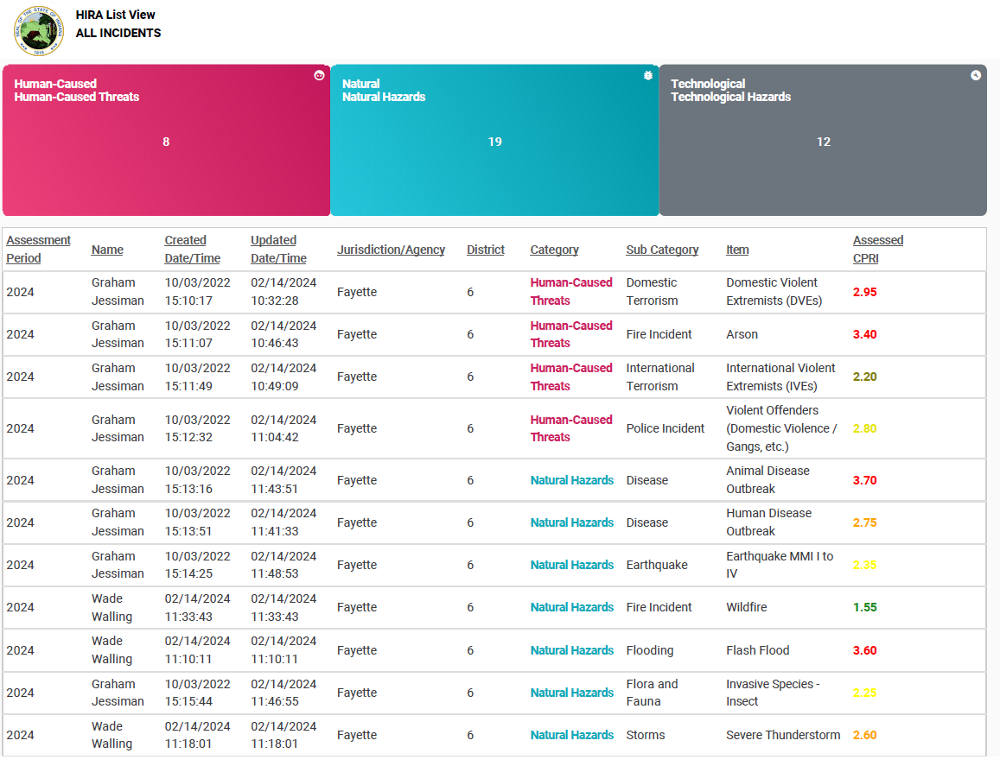 SEAL OF THE STATE OF INDIANA
1816
HIRA List View
ALL INCIDENTS
Human-Caused
Human-Caused Threats
8
Natural
Natural Hazards
19
Technological
Technological Hazards
12
Assessment Period Name Created Date/Time Updated Date/Time Jurisdiction/Agency District Category Sub Category Item Assessed CPRI
2024 Graham Jessiman 10/03/2022 15:10:17 02/14/2024 10:32:28 Fayette 6 Human-Caused Threats Domestic Terrorism Domestic Violent Extremists (DVEs) 2.95
2024 Graham Jessiman 10/03/2022 15:11:07 02/14/2024 10:46:43 Fayette 6 Human-Caused Threats Fire Incident Arson 3.40
2024 Graham Jessiman 10/03/2022 15:11:49 02/14/2024 10:49:09 Fayette 6 Human-Caused Threats International Terrorism International Violent Extremists (IVEs) 2.20
2024 Graham Jessiman 10/03/2022 15:12:32 02/14/2024 11:04:42 Fayette 6 Human-Caused Threats Police Incident Violent Offenders (Domestic Violence / Gangs, etc.) 2.80
2024 Graham Jessiman 10/03/2022 15:13:16 02/14/2024 11:43:51 Fayette 6 Natural Hazards Disease Animal Disease Outbreak 3.70
2024 Graham Jessiman 10/03/2022 15:13:51 02/14/2024 11:41:33 Fayette 6 Natural Hazards Disease Human Disease Outbreak 2.75
2024 Graham Jessiman 10/03/2022 15:14:25 02/14/2024 11:48:53 Fayette 6 Natural Hazards Earthquake Earthquake MMI I to IV 2.35
2024 Wade Walling 02/14/2024 11:33:43 02/14/2024 11:33:43 Fayette 6 Natural Hazards Fire Incident Wildfire 1.55
2024 Wade Walling 02/14/2024 11:10:11 02/14/2024 11:10:11 Fayette 6 Natural Hazards Flooding Flash Flood 3.60
2024 Graham Jessiman 10/03/2022 15:15:44 02/14/2024 11:46:55 Fayette 6 Natural Hazards Flora and Fauna Invasive Species - Insect 2.25
2024 Wade Walling 02/14/2024 11:18:01 02/14/2024 11:18:01 Fayette 6 Natural Hazards Storms Severe Thunderstorm 2.60